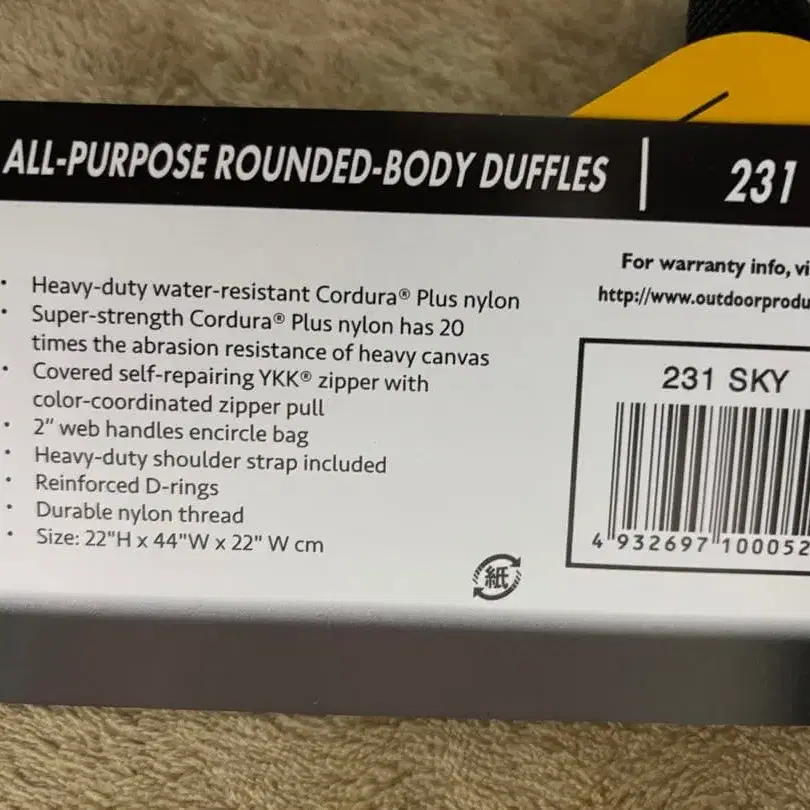 ALL-PURPOSE ROUNDED-BODY DUFFLES | 231
• Heavy-duty water-resistant Cordura® Plus nylon
• Super-strength Cordura® Plus nylon has 20
times the abrasion resistance of heavy canvas
• Covered self-repairing YKK® zipper with
color-coordinated zipper pull
• 2" web handles encircle bag
• Heavy-duty shoulder strap included
• Reinforced D-rings
• Durable nylon thread
• Size: 22"H x 44"W x 22" W cm
紙
For warranty info, vi
http://www.outdoorprodu
231 SKY
4 932697 100052